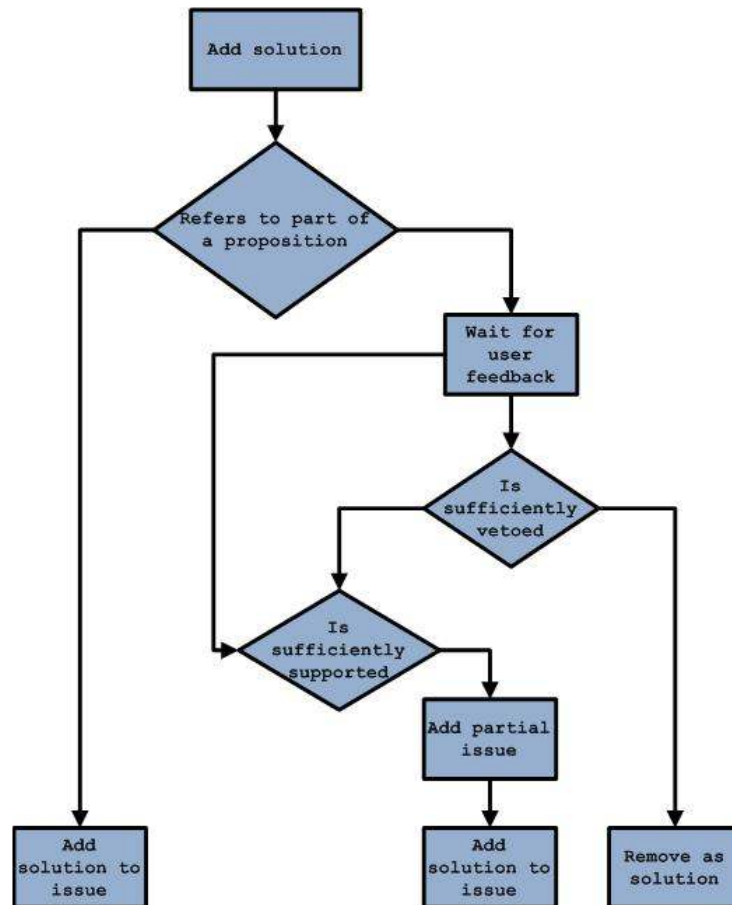 Add solution
Refers to part of
a proposition
Wait for
user
feedback
Is
sufficiently
vetoed
Is
sufficiently
supported
Add partial
issue
Add
solution to
issue
Add
solution to
issue
Remove as
solution